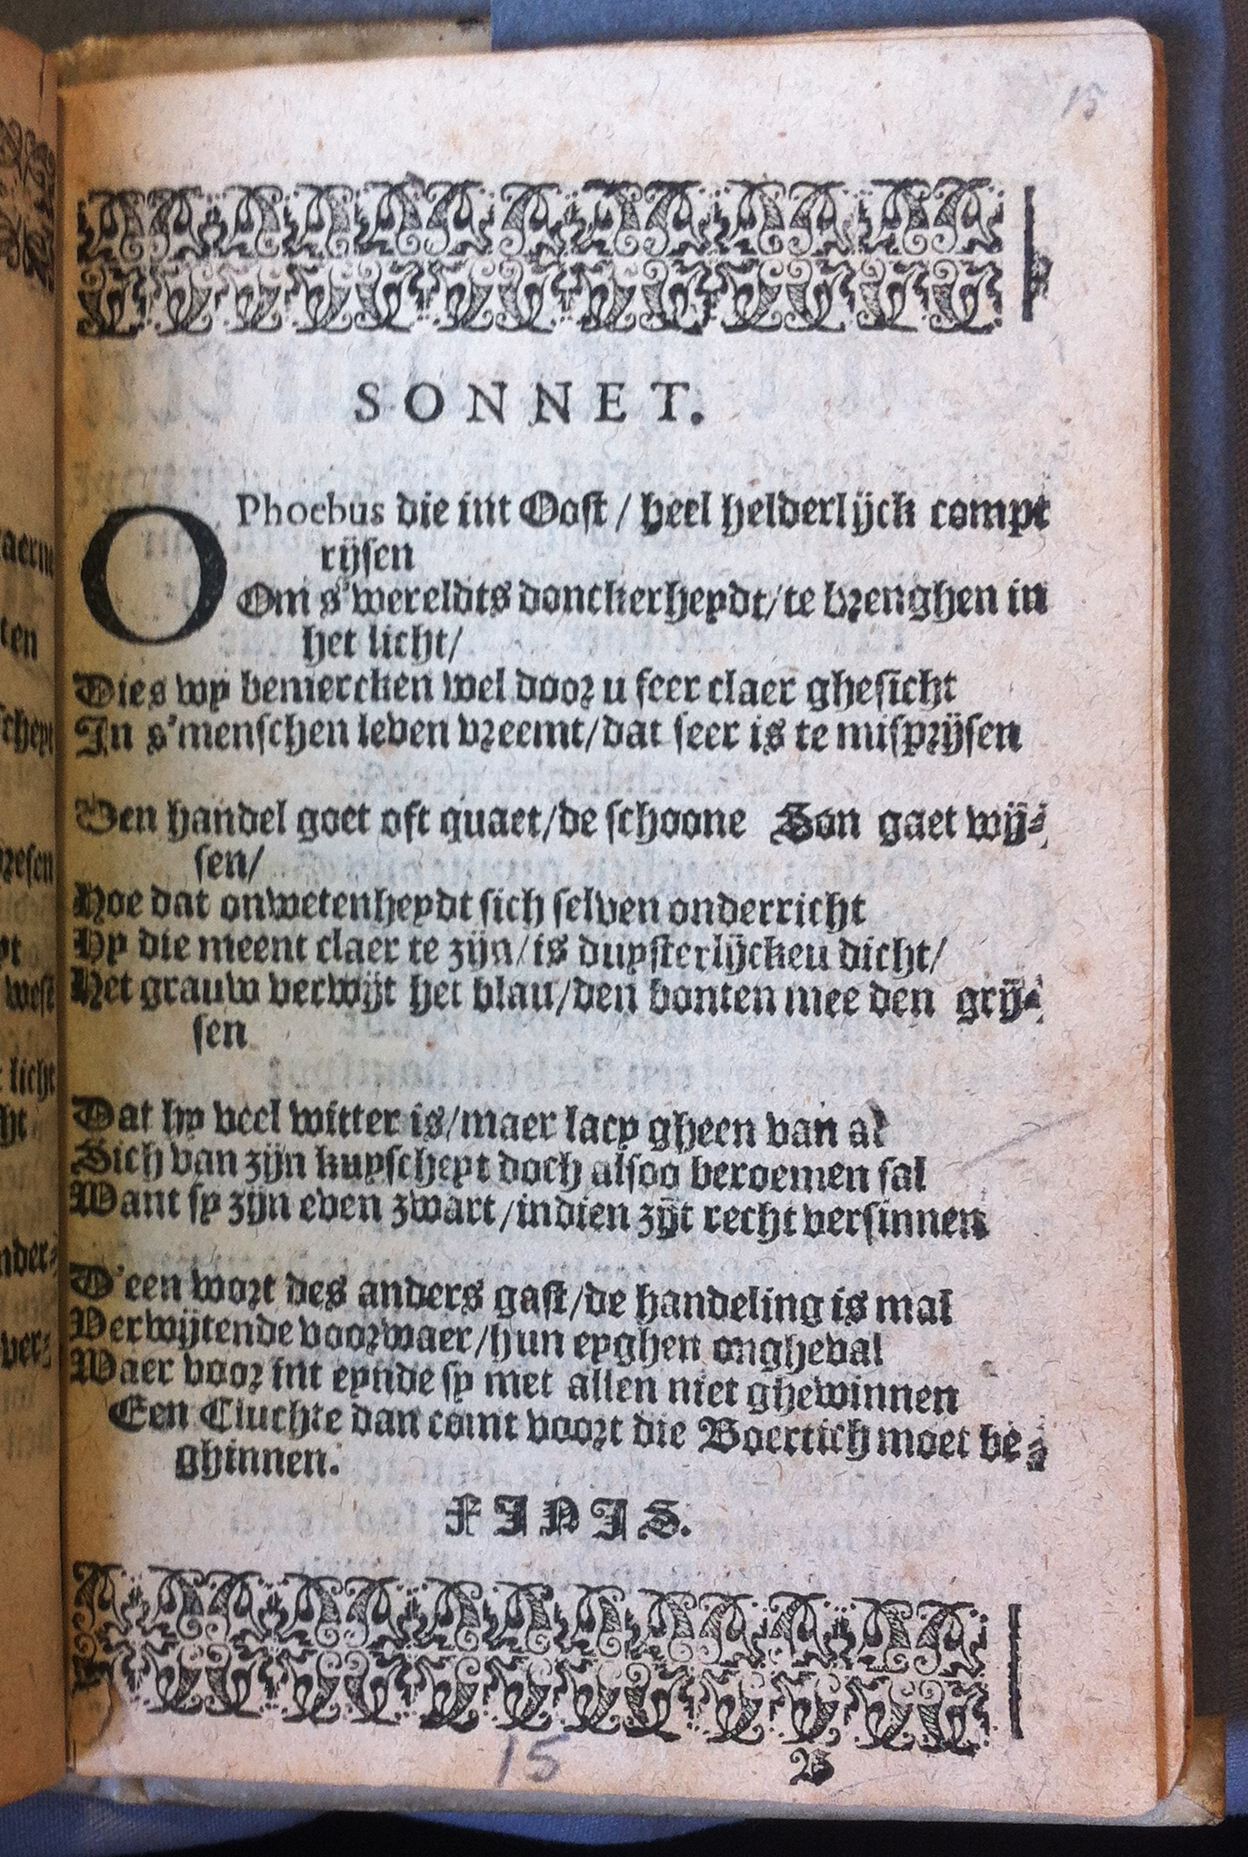 15
SONNET.
O Phoebus die int Oost / heel helderlijck compt
rijsen
Om s'wereldts donckerheydt/te brenghen in
het licht/
Dies wy bemercken wel door u seer claer ghesicht
In s'menschen leven vreemt/dat seer is te misprijsen
Den handel goet oft quaet/de schoone Son gaet wij-
sen/
Hoe dat onwetenheydt sich selven onderricht
Hy die meent claer te zijn/is duysterlijcken dicht/
Het grauw verwijt het blau/den bonten mee den grij-
sen
Dat hy veel witter is/maer lacy gheen van al
Sich van zijn kuyscheyt doch alsoo beroemen sal
Want sy zijn even zwart/indien zijt recht versinnen
D'een wort des anders gast/de handeling is mal
Verwijtende voorwaer/hun eyghen ongheval
Waer voor int eynde sy met allen niet ghewinnen
Een Cluchte dan comt voort die Boertich moet be-
ghinnen.
FINIS.
15
B